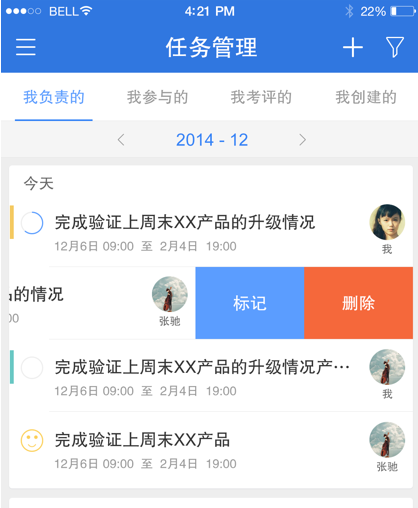 BELL 4:21 PM 22%
任务管理
我负责的 我参与的 我考评的 我创建的
2014 - 12
今天
完成验证上周末XX产品的升级情况
12月6日 09:00 至 2月4日 19:00
我
的情况
00
张驰
标记
删除
完成验证上周末XX产品的升级情况产…
12月6日 09:00 至 2月4日 19:00
我
完成验证上周末XX产品
12月6日 09:00 至 2月4日 19:00
张驰